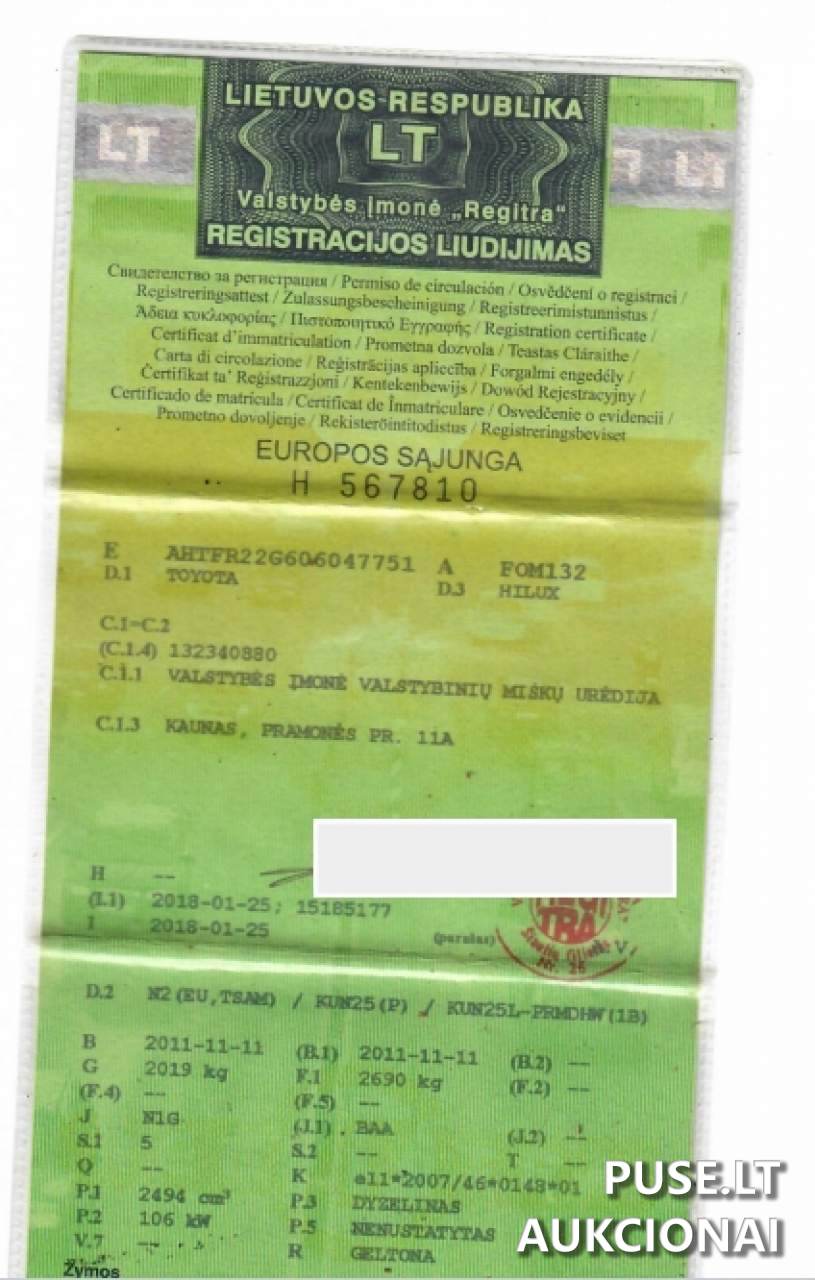 LIETUVOS RESPUBLIKA
LT LT LT
Valstybės Įmonė „Regitra“
REGISTRACIJOS LIUDIJIMAS
Свидетелство за регистрация / Permiso de circulación / Osvědčení o registraci /
Registreringsattest / Zulassungsbescheinigung / Registreerimistunnistus /
Άδεια κυκλοφορίας / Πιστοποιητικό Εγγραφής / Registration certificate /
Certificat d’immatriculation / Prometna dozvola / Teastas Cláraithe /
Carta di circolazione / Reģistrācijas apliecība / Forgalmi engedély /
Ċertifikat ta’ Reġistrazzjoni / Kentekenbewijs / Dowód Rejestracyjny /
Certificado de matrícula / Certificat de Înmatriculare / Osvedčenie o evidencii /
Prometno dovoljenje / Rekisteröintitodistus / Registreringsbeviset
EUROPOS SĄJUNGA
H 567810
E AHTFR22G606047751 A FOM132
D.1 TOYOTA D.3 HILUX
C.1=C.2
(C.1.4) 132340880
C.1.1 VALSTYBĖS ĮMONĖ VALSTYBINIŲ MIŠKŲ URĖDIJA
C.1.3 KAUNAS, PRAMONĖS PR. 11A
H --
(I.1) 2018-01-25; 15185177
I 2018-01-25
(parašas) V.
TRA
Nr. 25
D.2 N2(EU,TSAM) / KUN25(P) / KUN25L-PRMDHW(1B)
B 2011-11-11 (B.1) 2011-11-11 (B.2) --
G 2019 kg F.1 2690 kg (F.2) --
(F.4) -- (F.5) --
J N1G (J.1) BAA (J.2) --
S.1 5 S.2 -- T --
Q -- K e11*2007/46*0148*01
P.1 2494 cm³ P.3 DYZELINAS
P.2 106 kW P.5 NENUSTATYTAS
V.7 -- R GELTONA
Žymos
PUSE.LT
AUKCIONAI